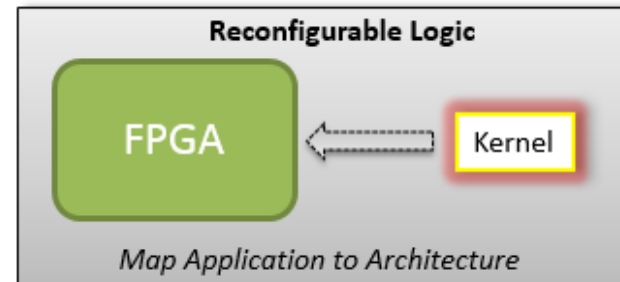 Reconfigurable Logic
FPGA
Kernel
Map Application to Architecture